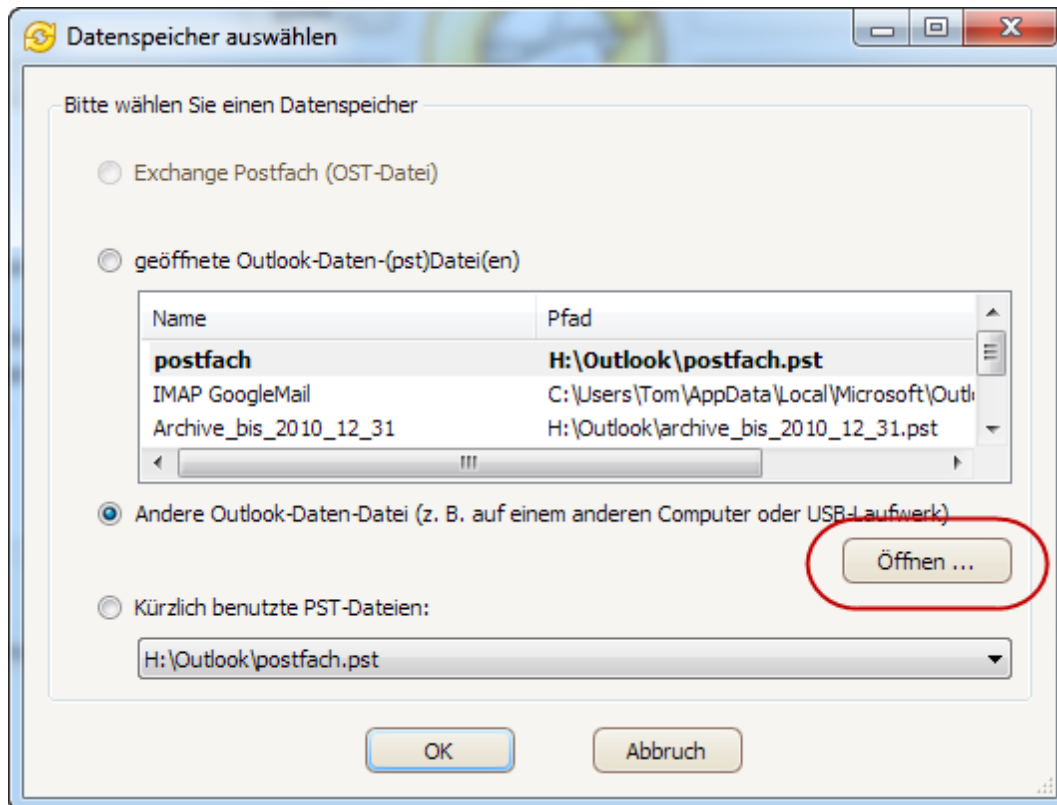 Datenspeicher auswählen
Bitte wählen Sie einen Datenspeicher
Exchange Postfach (OST-Datei)
geöffnete Outlook-Daten-(pst)Datei(en)
Name Pfad
postfach H:\Outlook\postfach.pst
IMAP GoogleMail C:\Users\Tom\AppData\Local\Microsoft\Outl
Archive_bis_2010_12_31 H:\Outlook\archive_bis_2010_12_31.pst
Andere Outlook-Daten-Datei (z. B. auf einem anderen Computer oder USB-Laufwerk)
Öffnen ...
Kürzlich benutzte PST-Dateien:
H:\Outlook\postfach.pst
OK Abbruch